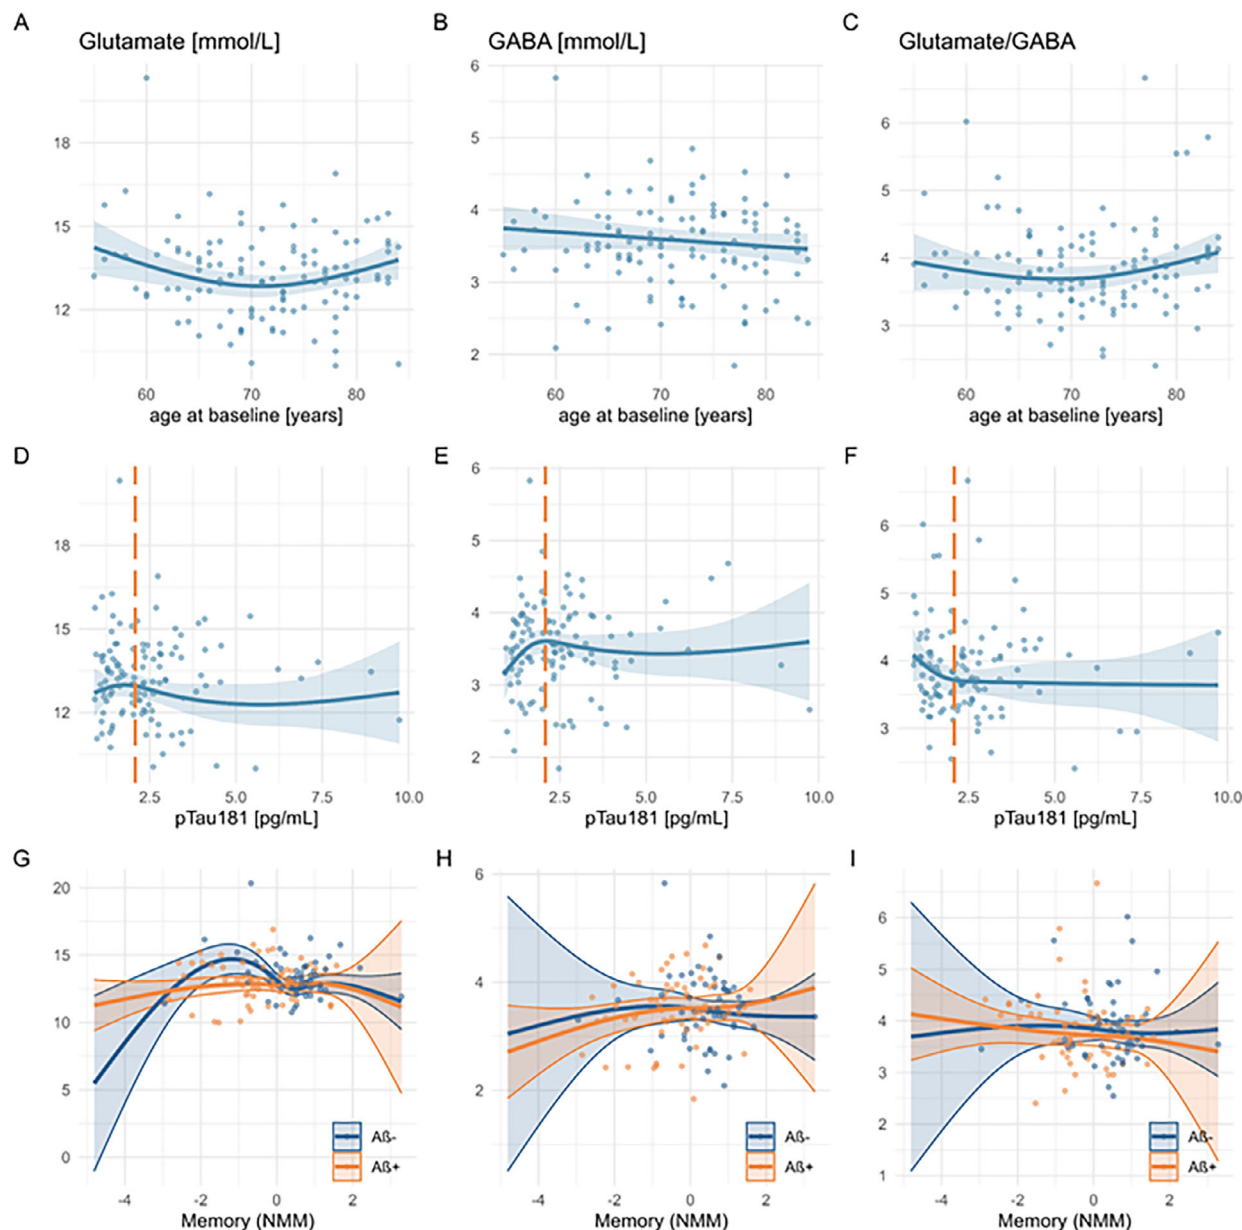 A
Glutamate [mmol/L]
18
15
12
60
70
80
age at baseline [years]
B
GABA [mmol/L]
6
5
4
3
2
60
70
80
age at baseline [years]
C
Glutamate/GABA
6
5
4
3
60
70
80
age at baseline [years]
D
18
15
12
2.5
5.0
7.5
10.0
pTau181 [pg/mL]
E
6
5
4
3
2
2.5
5.0
7.5
10.0
pTau181 [pg/mL]
F
6
5
4
3
2.5
5.0
7.5
10.0
pTau181 [pg/mL]
G
20
15
10
5
0
-4
-2
0
2
Aß-
Aß+
Memory (NMM)
H
6
4
2
-4
-2
0
2
Aß-
Aß+
Memory (NMM)
I
6
5
4
3
2
1
-4
-2
0
2
Aß-
Aß+
Memory (NMM)